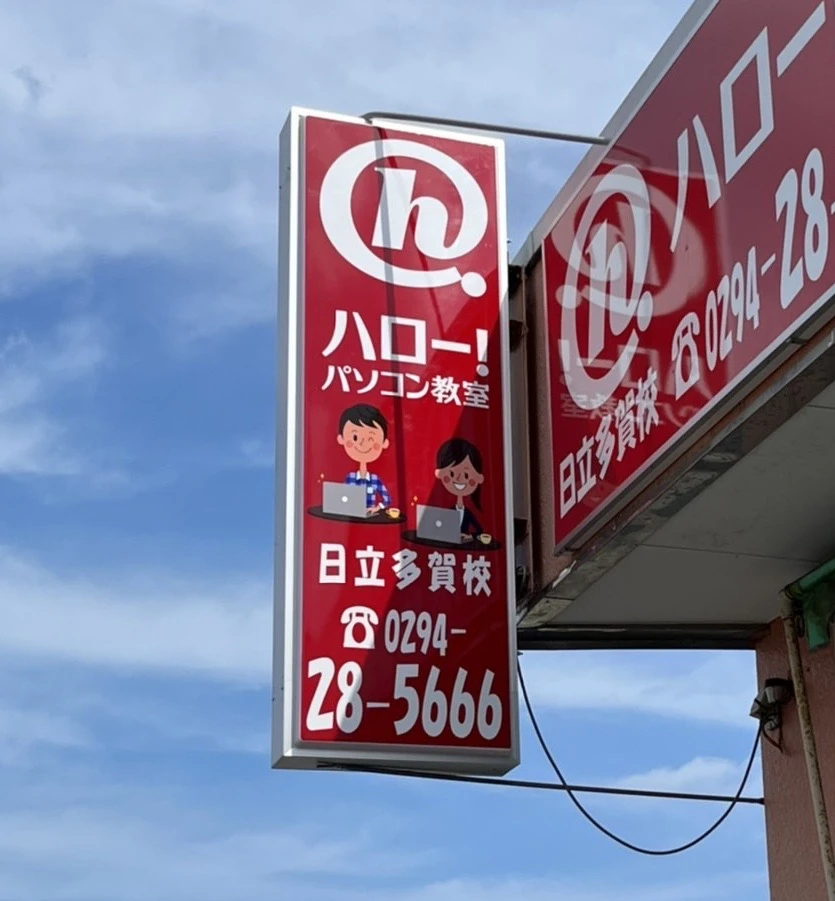 h
ハロー!
パソコン教室
日立多賀校
☎0294-
28-5666
h ハロー
日立多賀校 ☎0294-28-